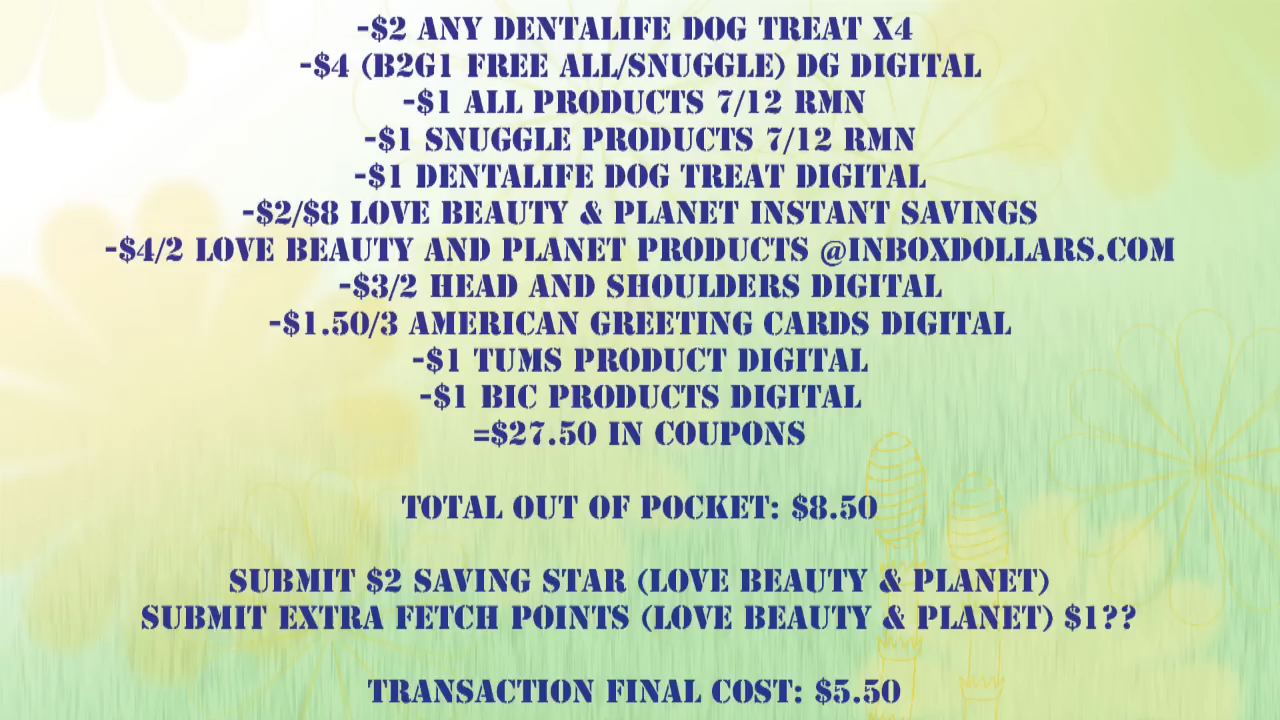 -$2 ANY DENTALIFE DOG TREAT X4
-$4 (B2G1 FREE ALL/SNUGGLE) DG DIGITAL
-$1 ALL PRODUCTS 7/12 RMN
-$1 SNUGGLE PRODUCTS 7/12 RMN
-$1 DENTALIFE DOG TREAT DIGITAL
-$2/$8 LOVE BEAUTY & PLANET INSTANT SAVINGS
-$4/2 LOVE BEAUTY AND PLANET PRODUCTS @INBOXDOLLARS.COM
-$3/2 HEAD AND SHOULDERS DIGITAL
-$1.50/3 AMERICAN GREETING CARDS DIGITAL
-$1 TUMS PRODUCT DIGITAL
-$1 BIC PRODUCTS DIGITAL
=$27.50 IN COUPONS
TOTAL OUT OF POCKET: $8.50
SUBMIT $2 SAVING STAR (LOVE BEAUTY & PLANET)
SUBMIT EXTRA FETCH POINTS (LOVE BEAUTY & PLANET) $1??
TRANSACTION FINAL COST: $5.50